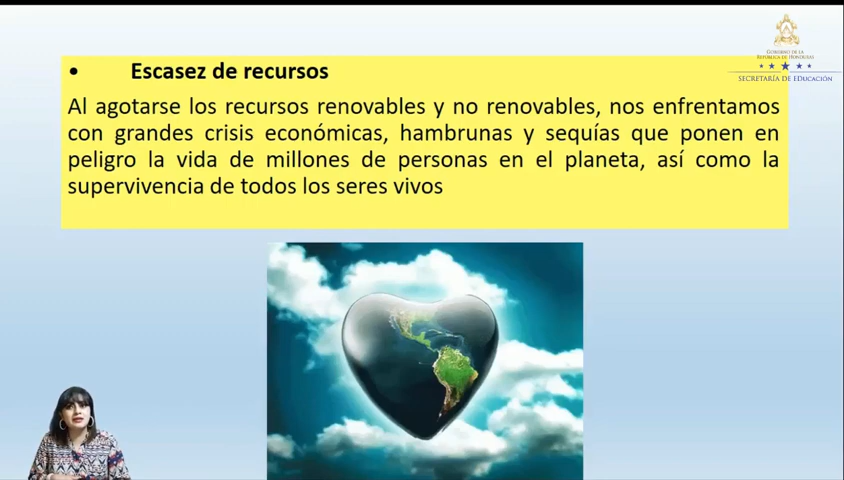 GOBIERNO DE LA
REPÚBLICA DE HONDURAS
SECRETARÍA DE EDUCACIÓN
• Escasez de recursos
Al agotarse los recursos renovables y no renovables, nos enfrentamos
con grandes crisis económicas, hambrunas y sequías que ponen en
peligro la vida de millones de personas en el planeta, así como la
supervivencia de todos los seres vivos